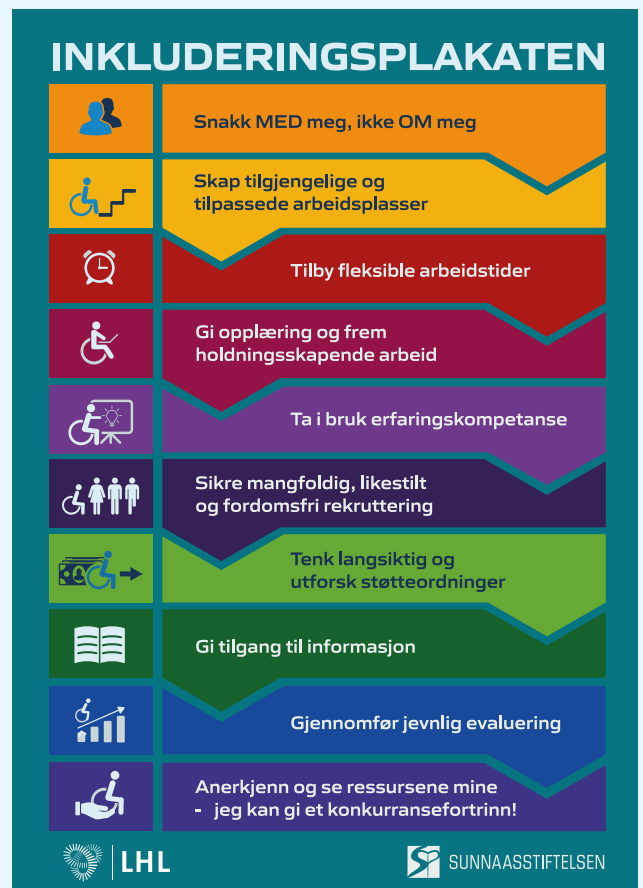 INKLUDERINGSPLAKATEN
Snakk MED meg, ikke OM meg
Skap tilgjengelige og
tilpassede arbeidsplasser
Tilby fleksible arbeidstider
Gi opplæring og frem
holdningsskapende arbeid
Ta i bruk erfaringskompetanse
Sikre mangfoldig, likestilt
og fordomsfri rekruttering
Tenk langsiktig og
utforsk støtteordninger
Gi tilgang til informasjon
Gjennomfør jevnlig evaluering
Anerkjenn og se ressursene mine
- jeg kan gi et konkurransefortrinn!
LHL
SUNNAASSTIFTELSEN